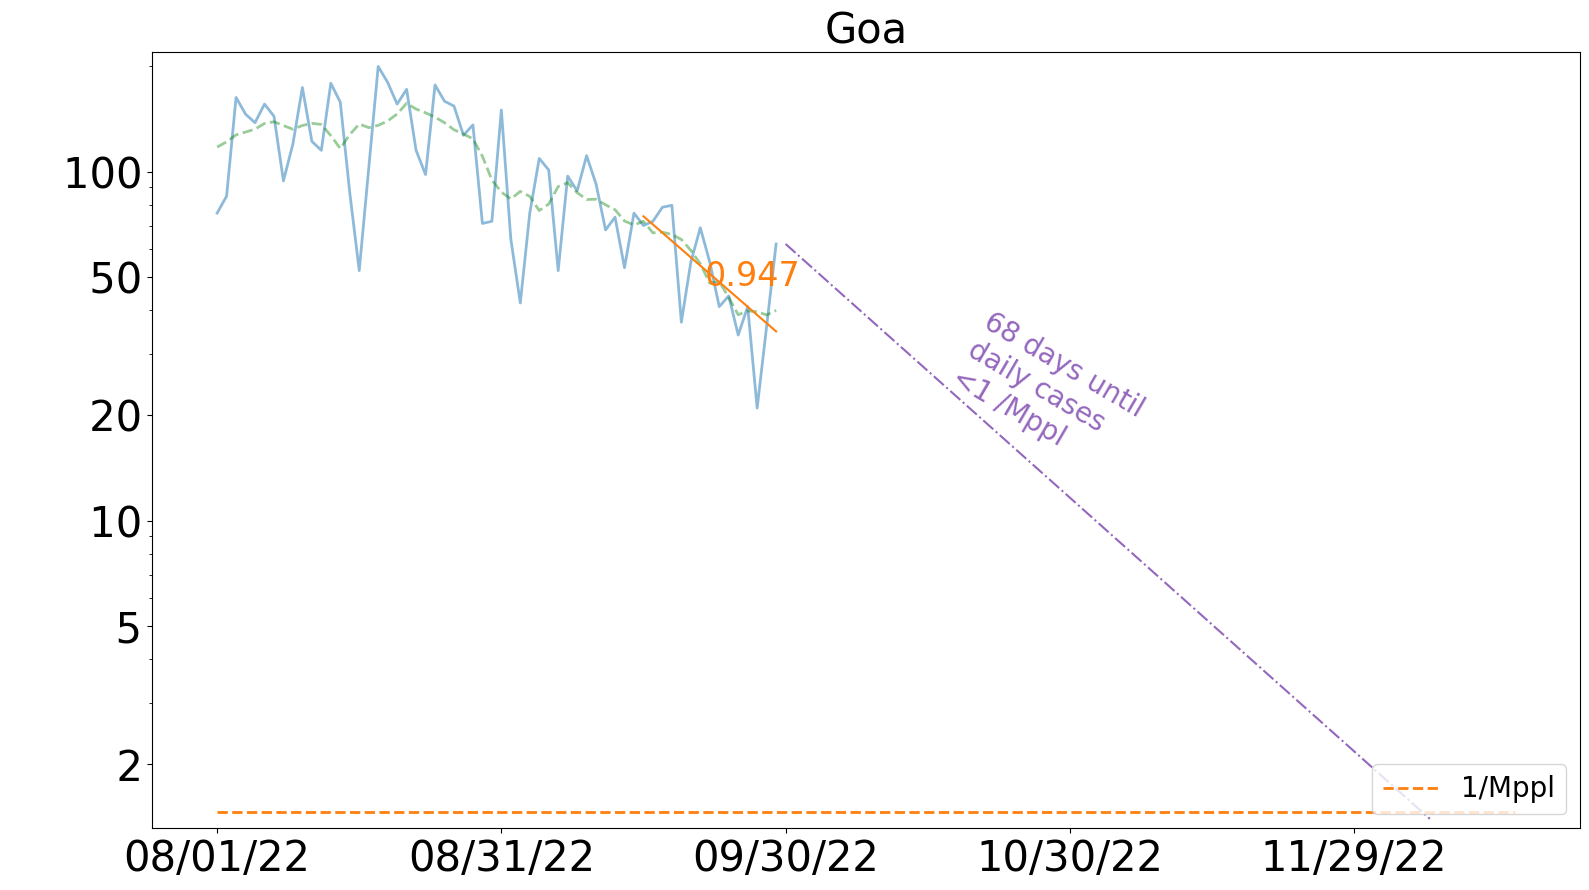 Goa
100
50
20
10
5
2
0.947
68 days until
daily cases
<1 /Mppl
1/Mppl
08/01/22
08/31/22
09/30/22
10/30/22
11/29/22